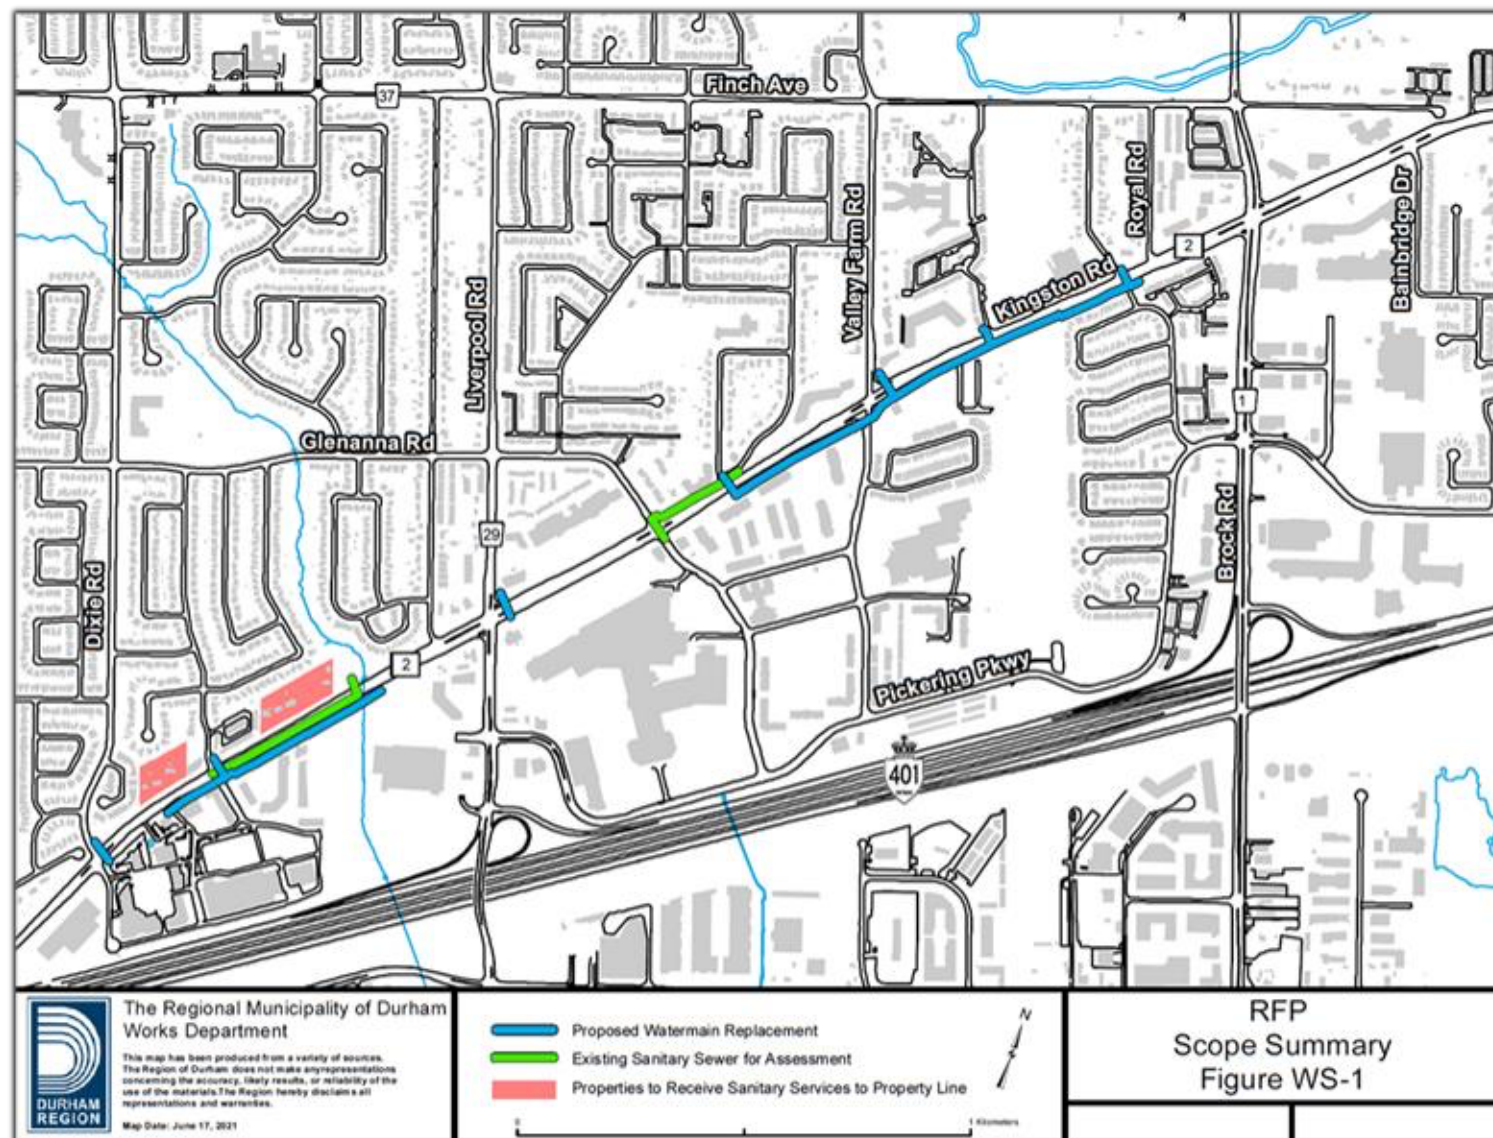 Finch Ave
37
Royal Rd
Valley Farm Rd
Bainbridge Dr
2
Kingston Rd
Liverpool Rd
1
Glenanna Rd
29
Brock Rd
Dixie Rd
2
Pickering Pkwy
401
The Regional Municipality of Durham
Works Department
This map has been produced from a variety of sources.
The Region of Durham does not make anyrepresentations
concerning the accuracy, likely results, or reliability of the
use of the materials.The Region hereby disclaims all
representations and warranties.
Map Date: June 17, 2021
DURHAM
REGION
Proposed Watermain Replacement
Existing Sanitary Sewer for Assessment
Properties to Receive Sanitary Services to Property Line
N
0
1 Kilometers
RFP
Scope Summary
Figure WS-1